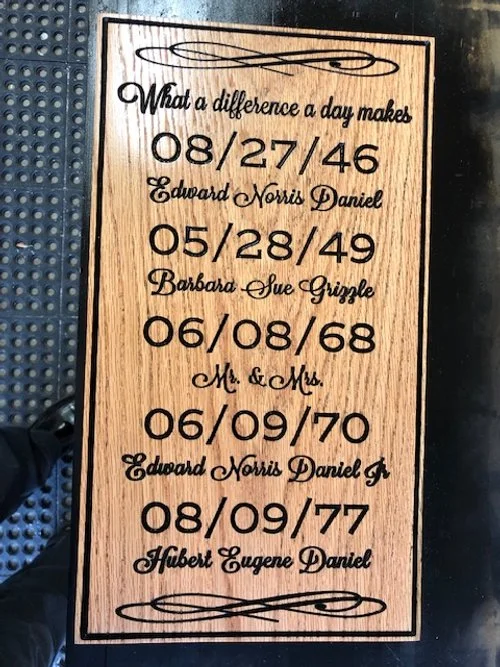 What a difference a day makes
08/27/46
Edward Norris Daniel
05/28/49
Barbara Sue Grizzle
06/08/68
Mr. & Mrs.
06/09/70
Edward Norris Daniel Jr
08/09/77
Hubert Eugene Daniel